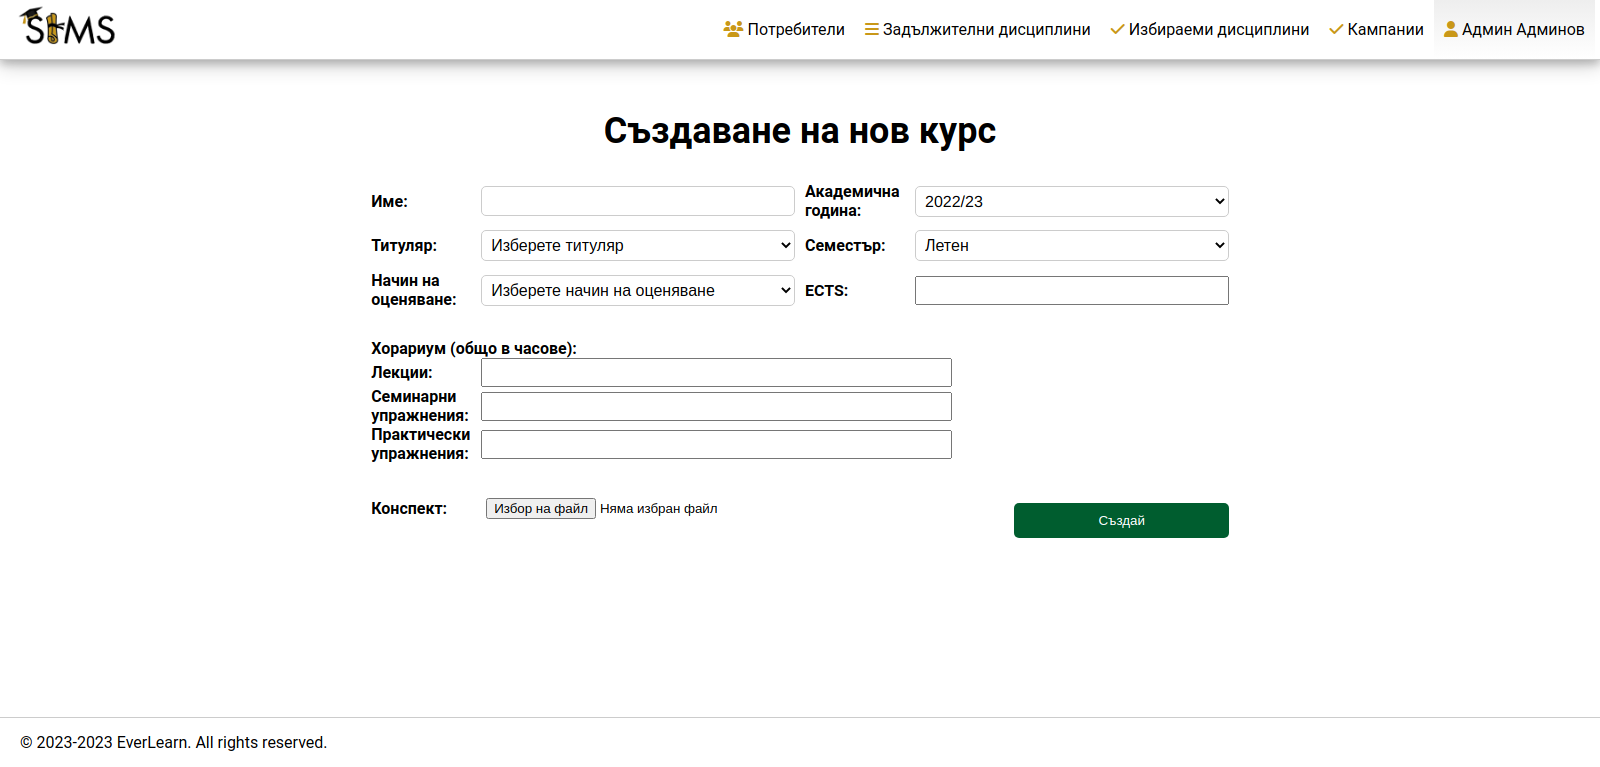 SIMS
Потребители
Задължителни дисциплини
Избираеми дисциплини
Кампании
Админ Админов
Създаване на нов курс
Име:
Академична
година:
2022/23
Титуляр:
Изберете титуляр
Семестър:
Летен
Начин на
оценяване:
Изберете начин на оценяване
ECTS:
Хорариум (общо в часове):
Лекции:
Семинарни
упражнения:
Практически
упражнения:
Конспект:
Избор на файл
Няма избран файл
Създай
© 2023-2023 EverLearn. All rights reserved.